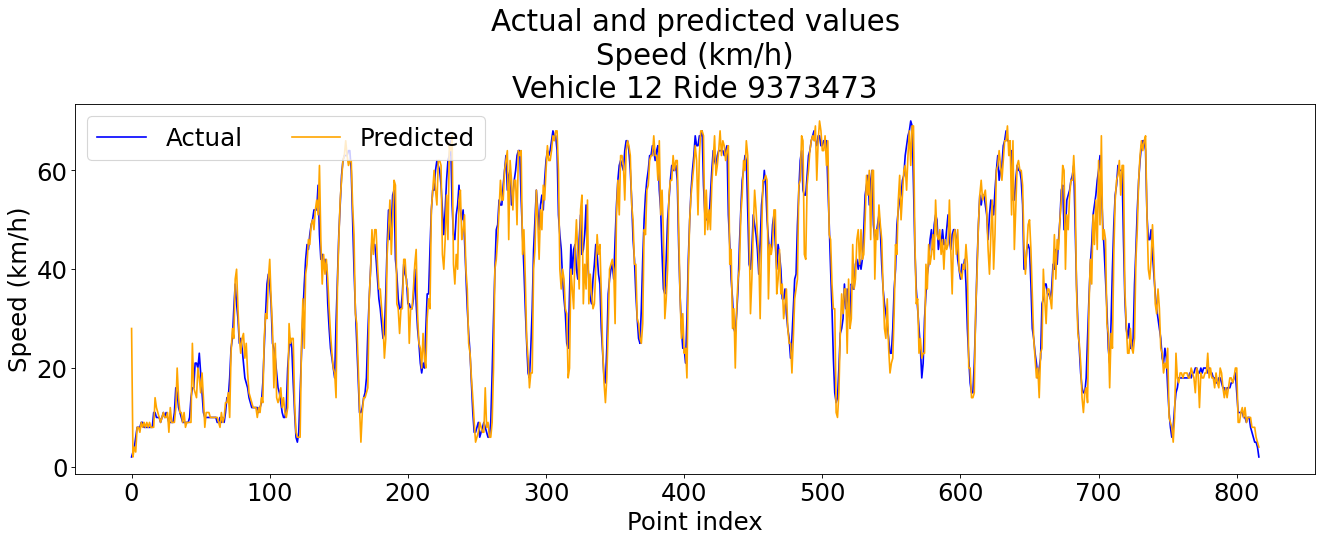 Actual and predicted values
Speed (km/h)
Vehicle 12 Ride 9373473
Actual
Predicted
Speed (km/h)
60
40
20
0
0 100 200 300 400 500 600 700 800
Point index